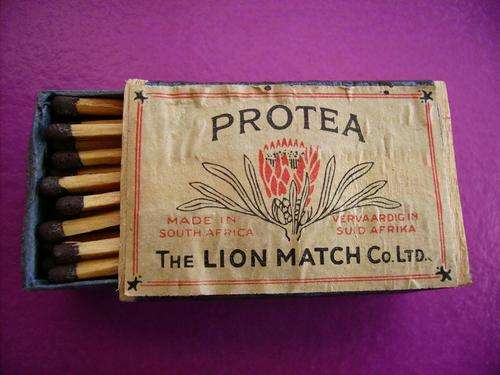 PROTEA
MADE IN
SOUTH AFRICA
VERVAARDIG IN
SUID AFRIKA
THE LION MATCH CO. LTD.